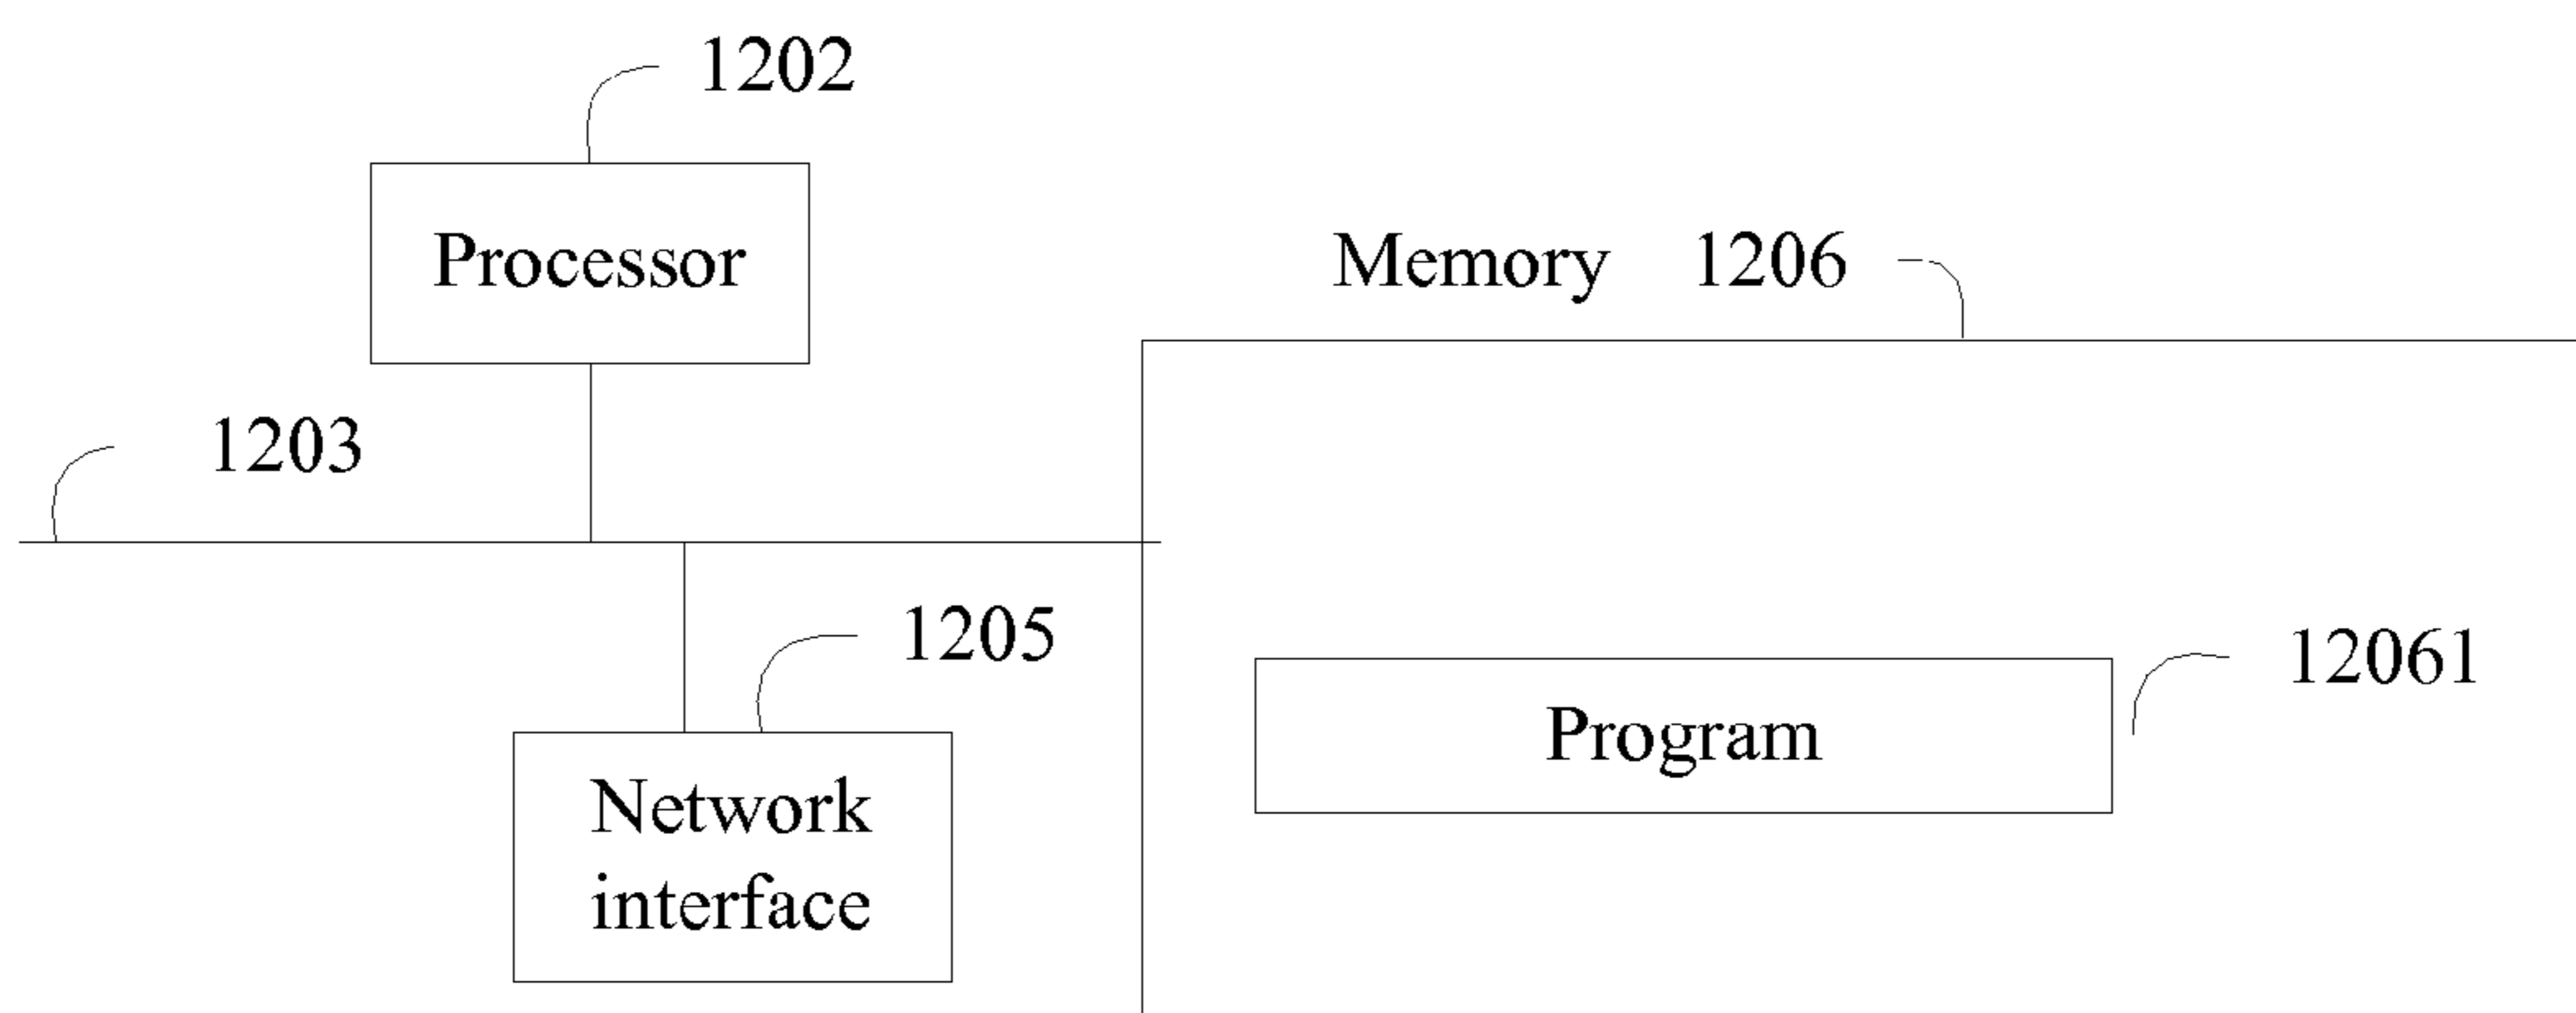 1202
Processor
Memory 1206
1203
1205
12061
Program
Network
interface